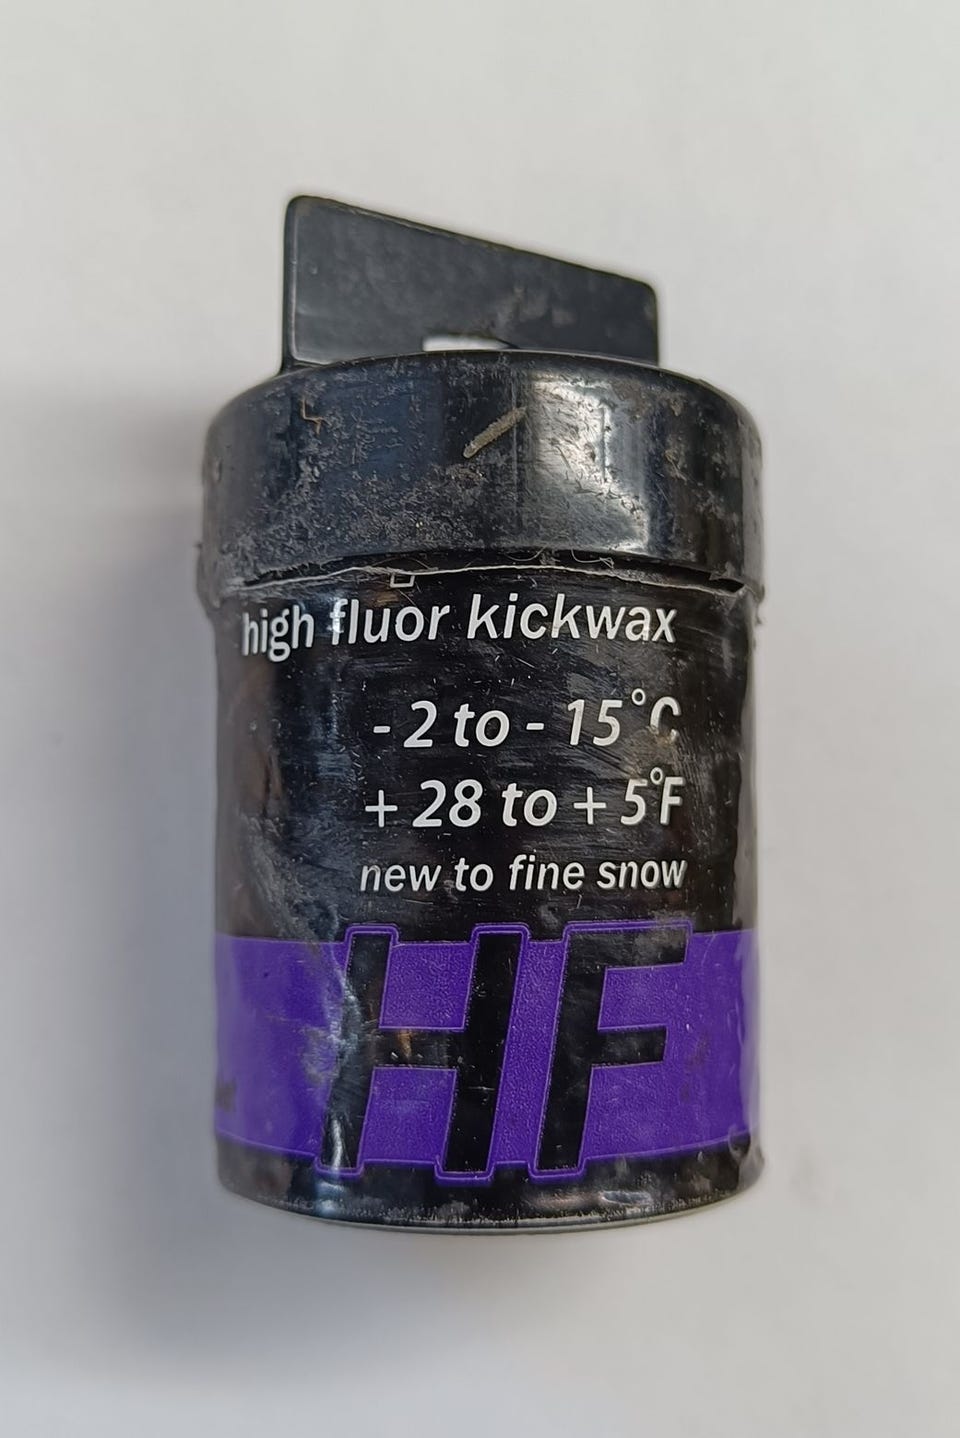 high fluor kickwax
- 2 to - 15°C
+ 28 to + 5°F
new to fine snow
HF